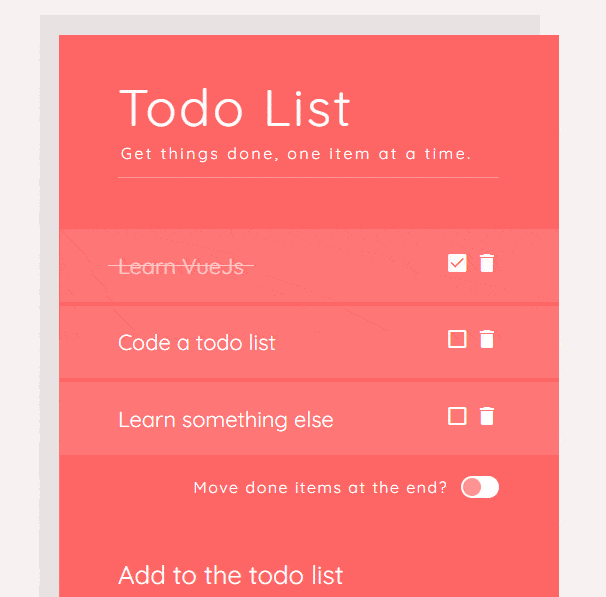 Todo List
Get things done, one item at a time.
Learn VueJs
Code a todo list
Learn something else
Move done items at the end?
Add to the todo list